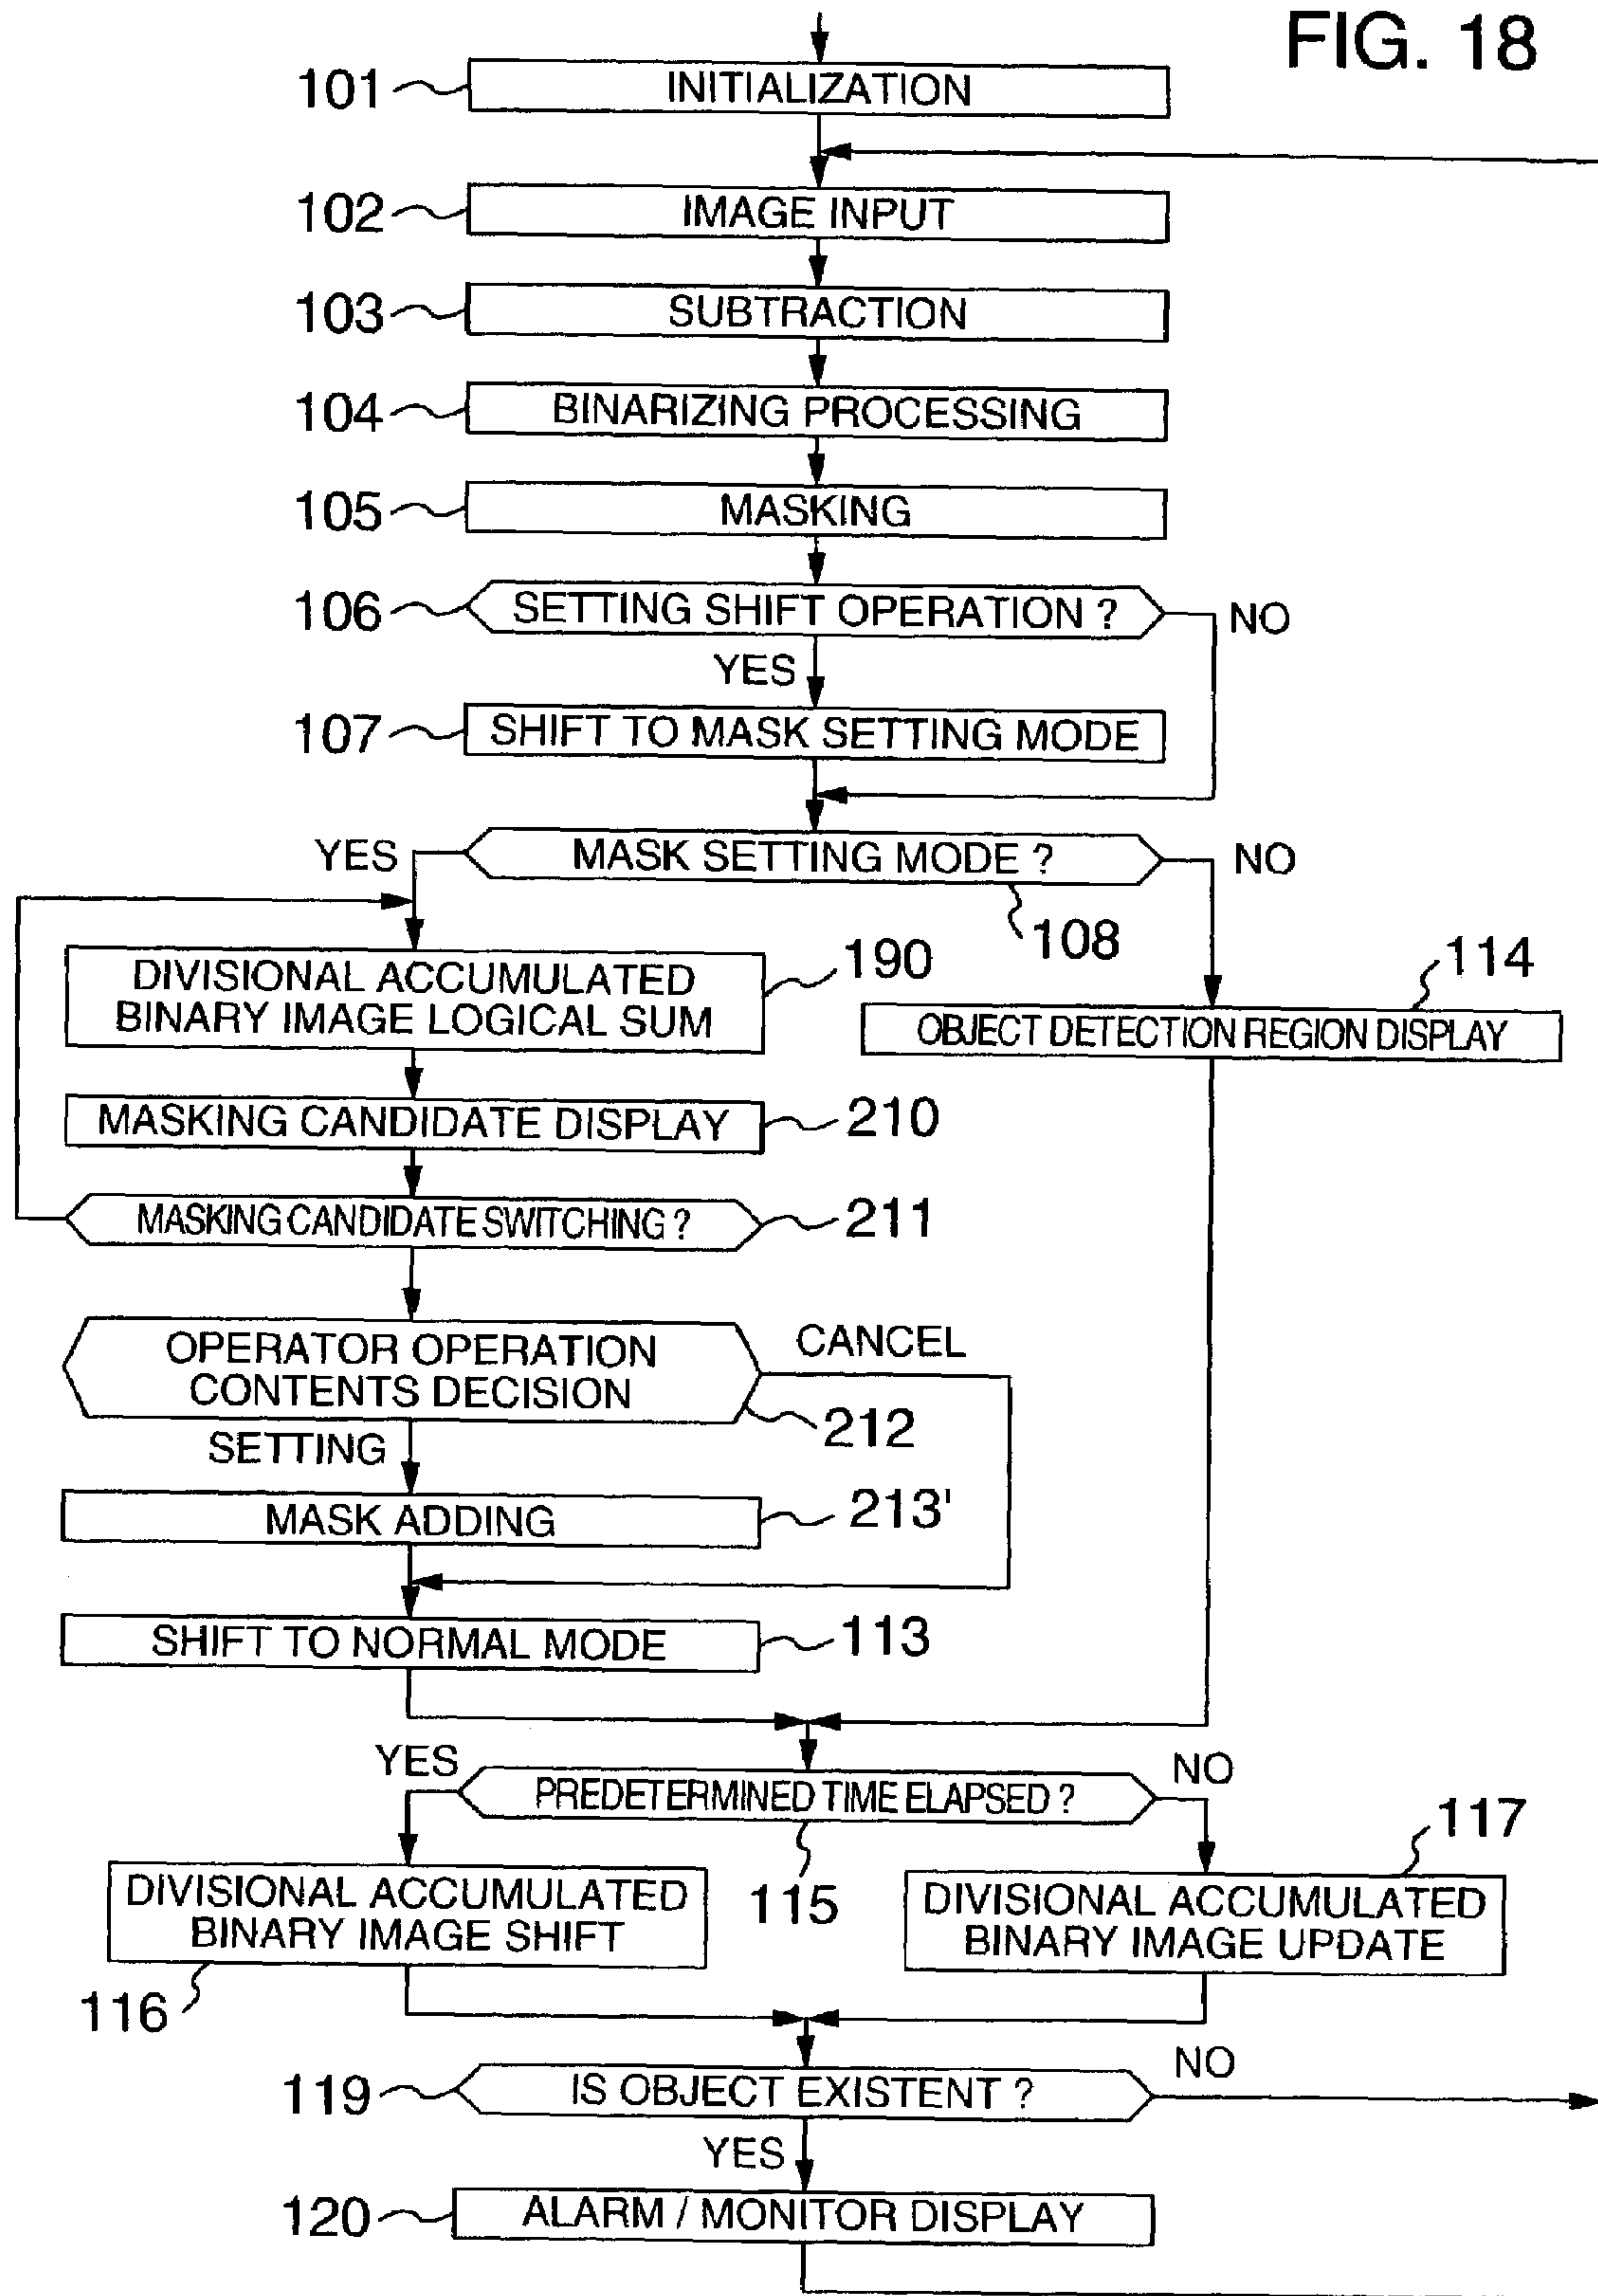 FIG. 18
101
INITIALIZATION
102
IMAGE INPUT
103
SUBTRACTION
104
BINARIZING PROCESSING
105
MASKING
106
SETTING SHIFT OPERATION ?
NO
YES
107
SHIFT TO MASK SETTING MODE
YES
MASK SETTING MODE ?
NO
108
DIVISIONAL ACCUMULATED
BINARY IMAGE LOGICAL SUM
190
114
OBJECT DETECTION REGION DISPLAY
MASKING CANDIDATE DISPLAY
210
MASKING CANDIDATE SWITCHING ?
211
OPERATOR OPERATION
CONTENTS DECISION
CANCEL
212
SETTING
MASK ADDING
213'
SHIFT TO NORMAL MODE
113
YES
PREDETERMINED TIME ELAPSED ?
NO
115
117
DIVISIONAL ACCUMULATED
BINARY IMAGE SHIFT
116
DIVISIONAL ACCUMULATED
BINARY IMAGE UPDATE
119
IS OBJECT EXISTENT ?
NO
YES
120
ALARM / MONITOR DISPLAY